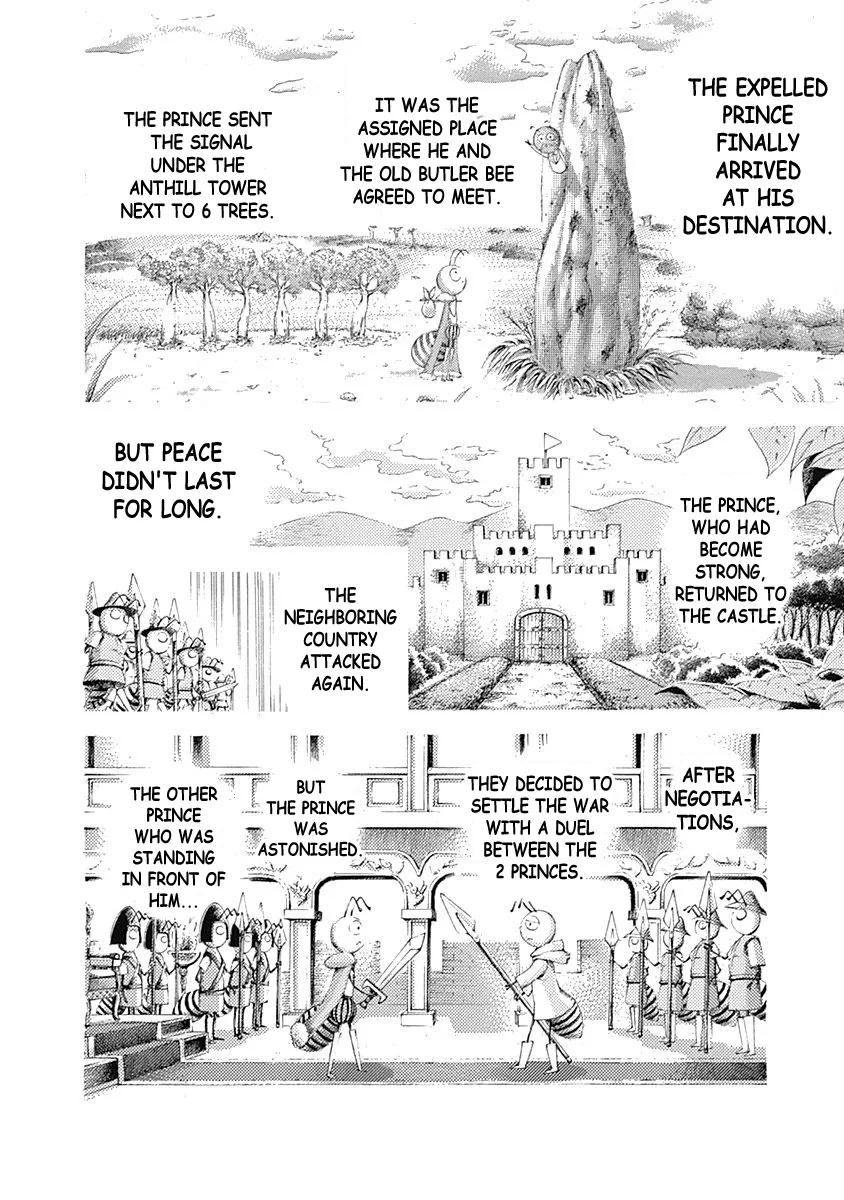 THE EXPELLED
PRINCE
FINALLY
ARRIVED
AT HIS
DESTINATION.
IT WAS THE
ASSIGNED PLACE
WHERE HE AND
THE OLD BUTLER BEE
AGREED TO MEET.
THE PRINCE SENT
THE SIGNAL
UNDER THE
ANTHILL TOWER
NEXT TO 6 TREES.
THE PRINCE,
WHO HAD
BECOME
STRONG,
RETURNED TO
THE CASTLE.
BUT PEACE
DIDN'T LAST
FOR LONG.
THE
NEIGHBORING
COUNTRY
ATTACKED
AGAIN.
AFTER
NEGOTIA-
TIONS,
THEY DECIDED TO
SETTLE THE WAR
WITH A DUEL
BETWEEN THE
2 PRINCES.
BUT
THE PRINCE
WAS
ASTONISHED.
THE OTHER
PRINCE
WHO WAS
STANDING
IN FRONT OF
HIM...